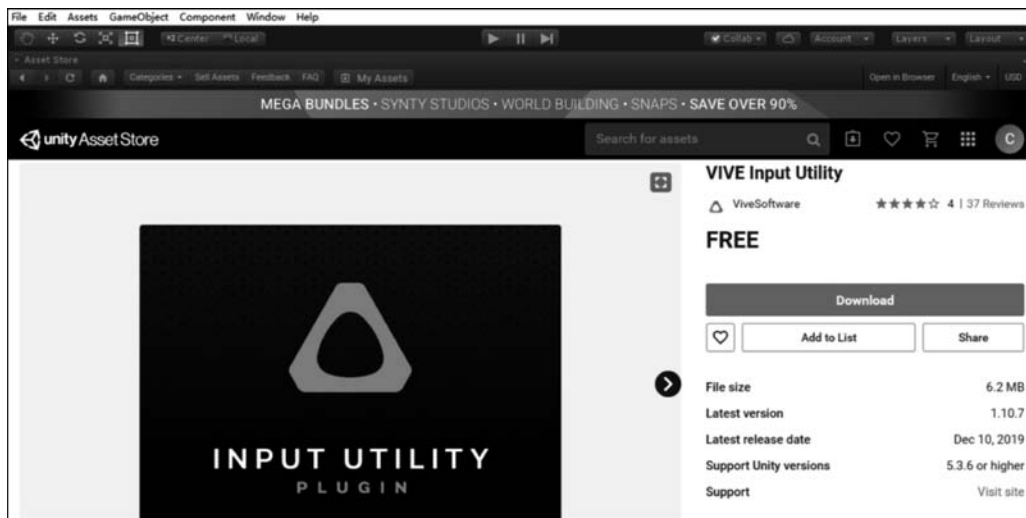 File Edit Assets GameObject Component Window Help
Center Local Collab Account Layers Layout
Asset Store
Categories Sell Assets Feedback FAQ My Assets Open in Browser English USD
MEGA BUNDLES • SYNTY STUDIOS • WORLD BUILDING • SNAPS • SAVE OVER 90%
unity Asset Store Search for assets C
VIVE Input Utility
ViveSoftware 4 | 37 Reviews
FREE
Download
Add to List Share
File size 6.2 MB
Latest version 1.10.7
Latest release date Dec 10, 2019
Support Unity versions 5.3.6 or higher
Support Visit site
INPUT UTILITY
PLUGIN